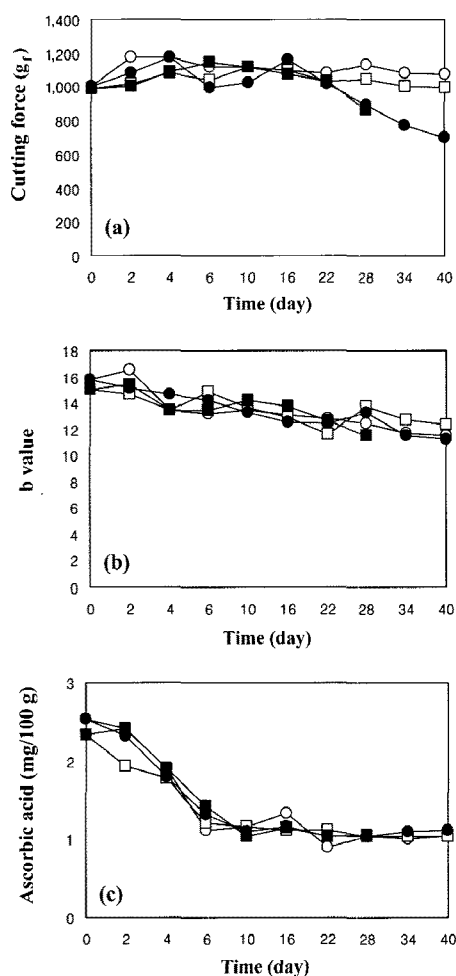 Cutting force (gf)
1,400
1,200
1,000
800
600
400
200
0
(a)
0 2 4 6 10 16 22 28 34 40
Time (day)
b value
18
16
14
12
10
8
6
4
2
0
(b)
0 2 4 6 10 16 22 28 34 40
Time (day)
Ascorbic acid (mg/100 g)
3
2
1
0
(c)
0 2 4 6 10 16 22 28 34 40
Time (day)